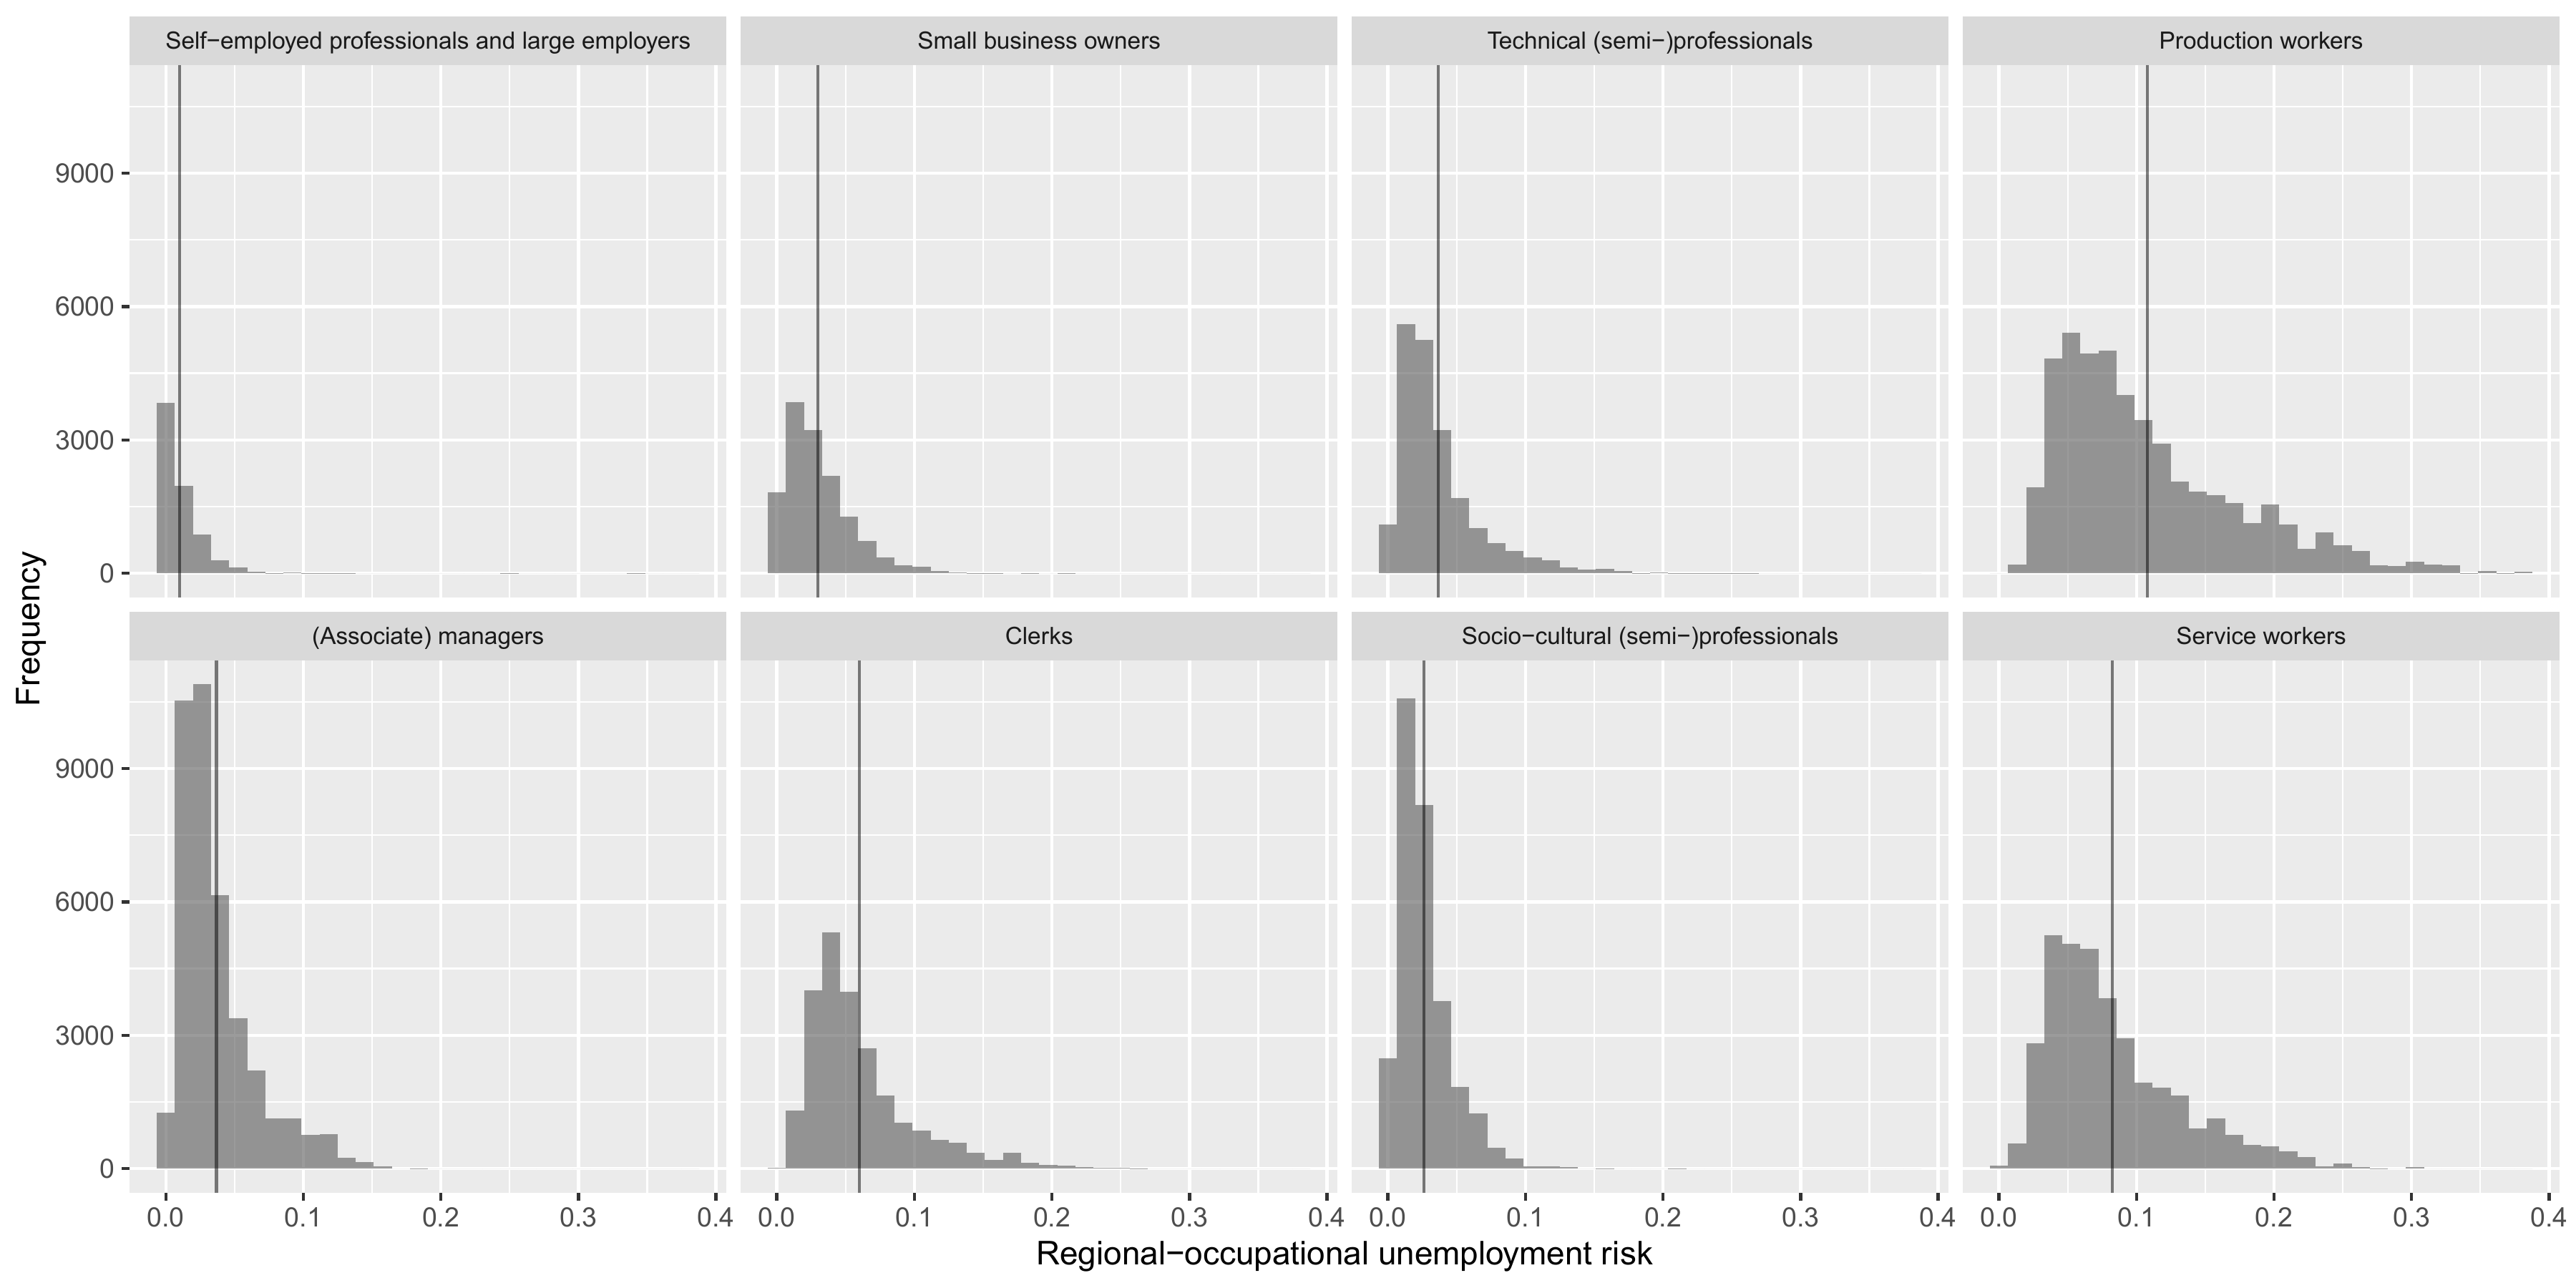 Self−employed professionals and large employers
Small business owners
Technical (semi−)professionals
Production workers
9000
6000
3000
0
(Associate) managers
Clerks
Socio−cultural (semi−)professionals
Service workers
9000
6000
3000
0
0.0 0.1 0.2 0.3 0.4
0.0 0.1 0.2 0.3 0.4
0.0 0.1 0.2 0.3 0.4
0.0 0.1 0.2 0.3 0.4
Regional−occupational unemployment risk
Frequency